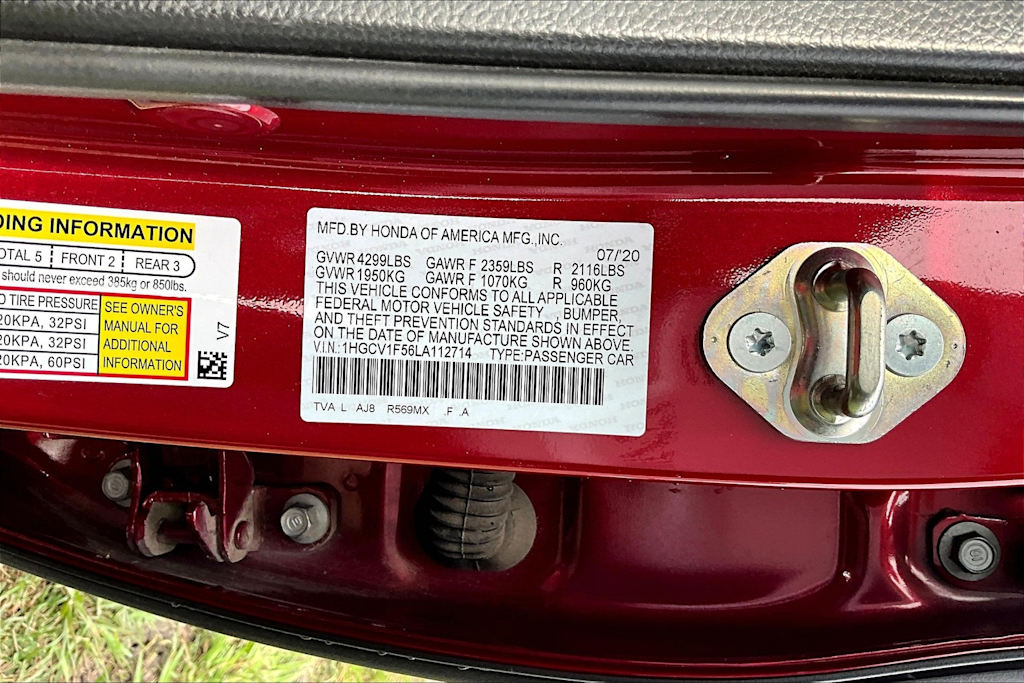 DING INFORMATION
OTAL 5 FRONT 2 REAR 3
should never exceed 385kg or 850lbs.
TIRE PRESSURE
20KPA, 32PSI
20KPA, 32PSI
20KPA, 60PSI
SEE OWNER'S
MANUAL FOR
ADDITIONAL
INFORMATION
V7
MFD.BY HONDA OF AMERICA MFG.,INC.
07/'20
GVWR 4299LBS GAWR F 2359LBS R 2116LBS
GVWR 1950KG GAWR F 1070KG R 960KG
THIS VEHICLE CONFORMS TO ALL APPLICABLE
FEDERAL MOTOR VEHICLE SAFETY , BUMPER,
AND THEFT PREVENTION STANDARDS IN EFFECT
ON THE DATE OF MANUFACTURE SHOWN ABOVE.
V.I.N.:1HGCV1F56LA112714 TYPE:PASSENGER CAR
TVA L AJ8 R569MX .F .A